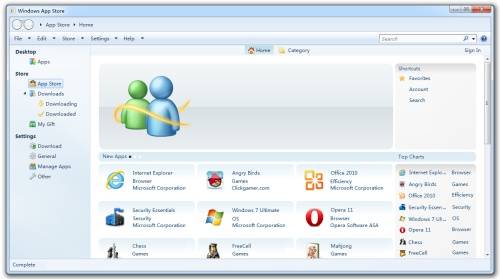 Windows App Store
App Store ▸ Home
File Edit Store Settings Help
Search
Home Category
Sign In
Desktop
Apps
Store
App Store
Downloads
Downloading
Downloaded
My Gift
Settings
Download
General
Manage Apps
Other
Shortcuts
Favorites
Account
Search
New Apps
Internet Explorer
Browser
Microsoft Corporation
Angry Birds
Games
Clickgamer.com
Office 2010
Efficiency
Microsoft Corporation
Security Essentials
Security
Microsoft Corporation
Windows 7 Ultimate
OS
Microsoft Corporation
Opera 11
Browser
Opera Software ASA
Chess
Games
FreeCell
Games
Mahjong
Games
Top Charts
Internet Explo... Browser
Angry Birds Games
Office 2010 Efficiency
Security Essen... Security
Windows 7 Ul... OS
Opera 11 Browser
Chess Games
FreeCell Games
Complete